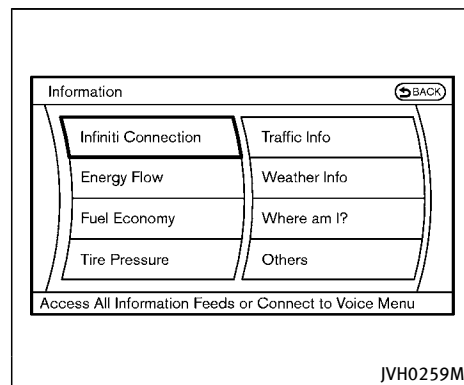 Information
BACK
Infiniti Connection
Traffic Info
Energy Flow
Weather Info
Fuel Economy
Where am I?
Tire Pressure
Others
Access All Information Feeds or Connect to Voice Menu
JVH0259M